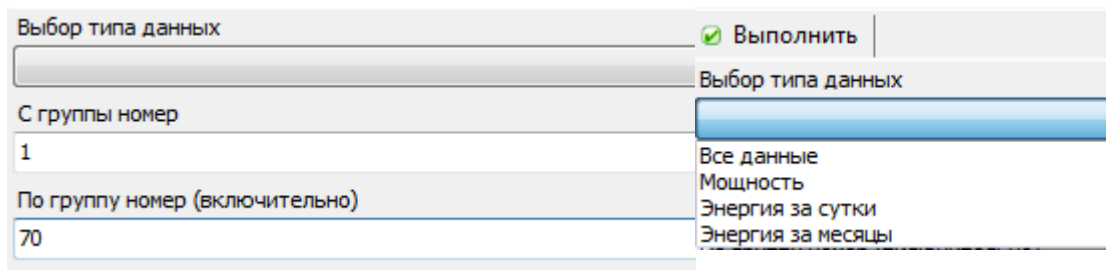 Выбор типа данных
С группы номер
1
По группу номер (включительно)
70
Выполнить
Выбор типа данных
Все данные
Мощность
Энергия за сутки
Энергия за месяцы